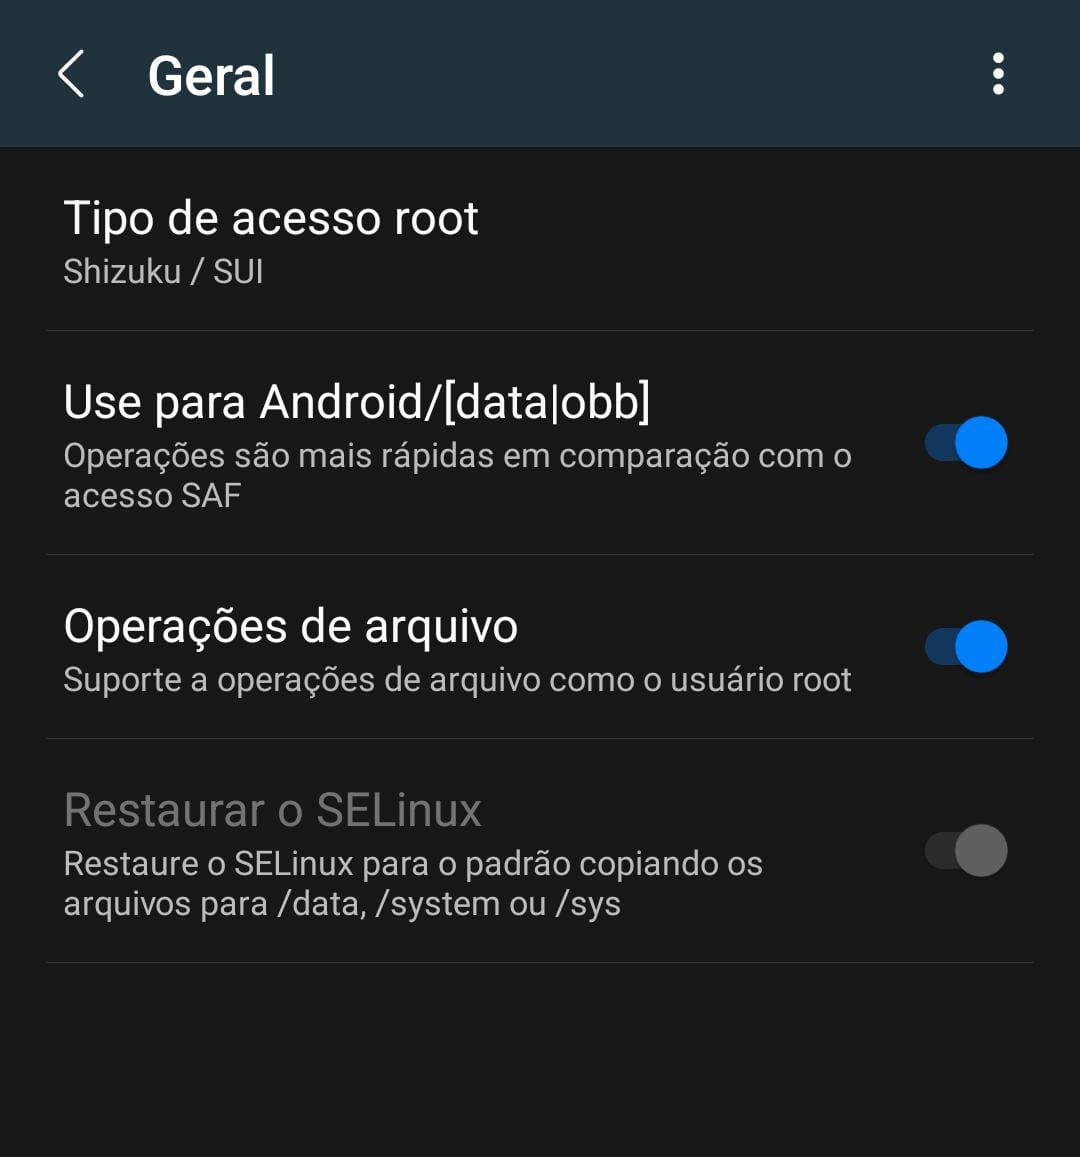 Geral
Tipo de acesso root
Shizuku / SUI
Use para Android/[data|obb]
Operações são mais rápidas em comparação com o
acesso SAF
Operações de arquivo
Suporte a operações de arquivo como o usuário root
Restaurar o SELinux
Restaure o SELinux para o padrão copiando os
arquivos para /data, /system ou /sys